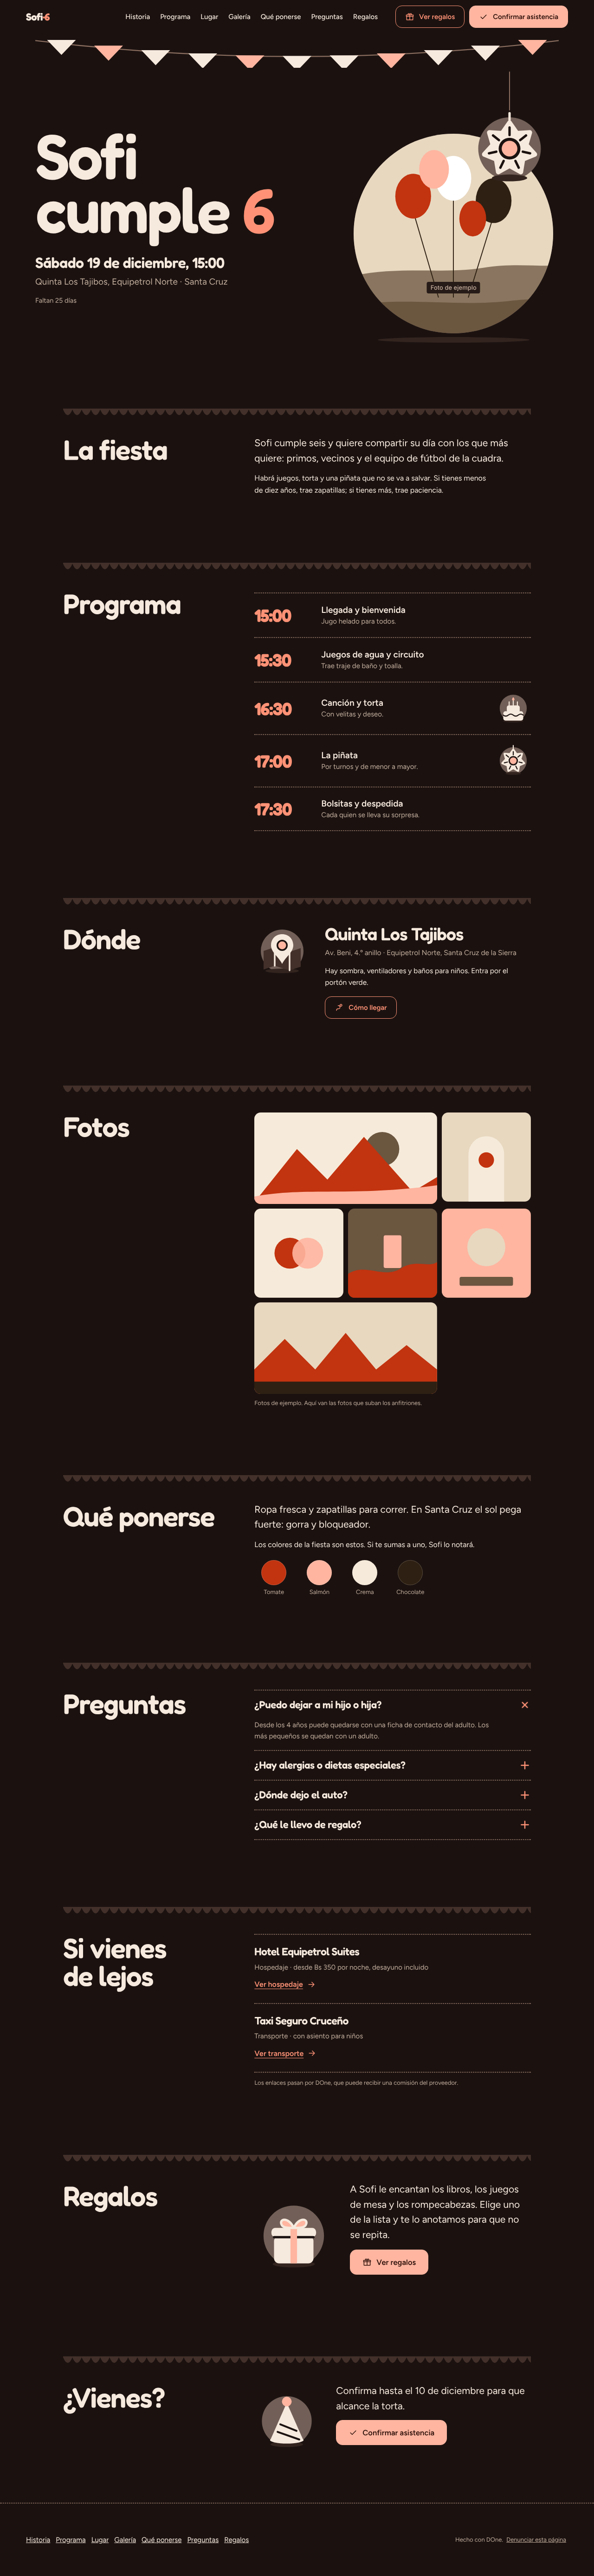 Sofi·6
Historia
Programa
Lugar
Galería
Qué ponerse
Preguntas
Regalos
Ver regalos
Confirmar asistencia
Sofi
cumple 6
Sábado 19 de diciembre, 15:00
Quinta Los Tajibos, Equipetrol Norte · Santa Cruz
Faltan 25 días
Foto de ejemplo
La fiesta
Sofi cumple seis y quiere compartir su día con los que más
quiere: primos, vecinos y el equipo de fútbol de la cuadra.
Habrá juegos, torta y una piñata que no se va a salvar. Si tienes menos
de diez años, trae zapatillas; si tienes más, trae paciencia.
Programa
15:00
Llegada y bienvenida
Jugo helado para todos.
15:30
Juegos de agua y circuito
Trae traje de baño y toalla.
16:30
Canción y torta
Con velitas y deseo.
17:00
La piñata
Por turnos y de menor a mayor.
17:30
Bolsitas y despedida
Cada quien se lleva su sorpresa.
Dónde
Quinta Los Tajibos
Av. Beni, 4.º anillo · Equipetrol Norte, Santa Cruz de la Sierra
Hay sombra, ventiladores y baños para niños. Entra por el
portón verde.
Cómo llegar
Fotos
Fotos de ejemplo. Aquí van las fotos que suban los anfitriones.
Qué ponerse
Ropa fresca y zapatillas para correr. En Santa Cruz el sol pega
fuerte: gorra y bloqueador.
Los colores de la fiesta son estos. Si te sumas a uno, Sofi lo notará.
Tomate
Salmón
Crema
Chocolate
Preguntas
¿Puedo dejar a mi hijo o hija?
Desde los 4 años puede quedarse con una ficha de contacto del adulto. Los
más pequeños se quedan con un adulto.
¿Hay alergias o dietas especiales?
¿Dónde dejo el auto?
¿Qué le llevo de regalo?
Si vienes
de lejos
Hotel Equipetrol Suites
Hospedaje · desde Bs 350 por noche, desayuno incluido
Ver hospedaje
Taxi Seguro Cruceño
Transporte · con asiento para niños
Ver transporte
Los enlaces pasan por DOne, que puede recibir una comisión del proveedor.
Regalos
A Sofi le encantan los libros, los juegos
de mesa y los rompecabezas. Elige uno
de la lista y te lo anotamos para que no
se repita.
Ver regalos
¿Vienes?
Confirma hasta el 10 de diciembre para que
alcance la torta.
Confirmar asistencia
Historia
Programa
Lugar
Galería
Qué ponerse
Preguntas
Regalos
Hecho con DOne. Denunciar esta página